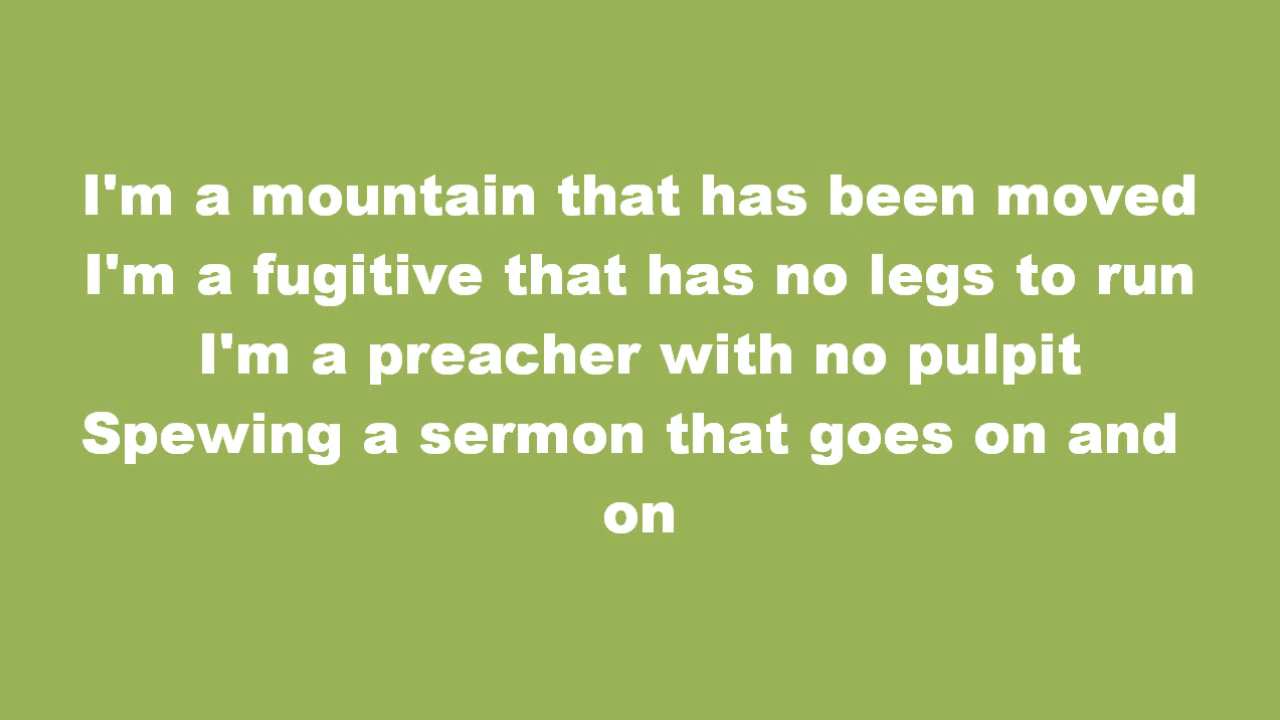 I'm a mountain that has been moved
I'm a fugitive that has no legs to run
I'm a preacher with no pulpit
Spewing a sermon that goes on and
on